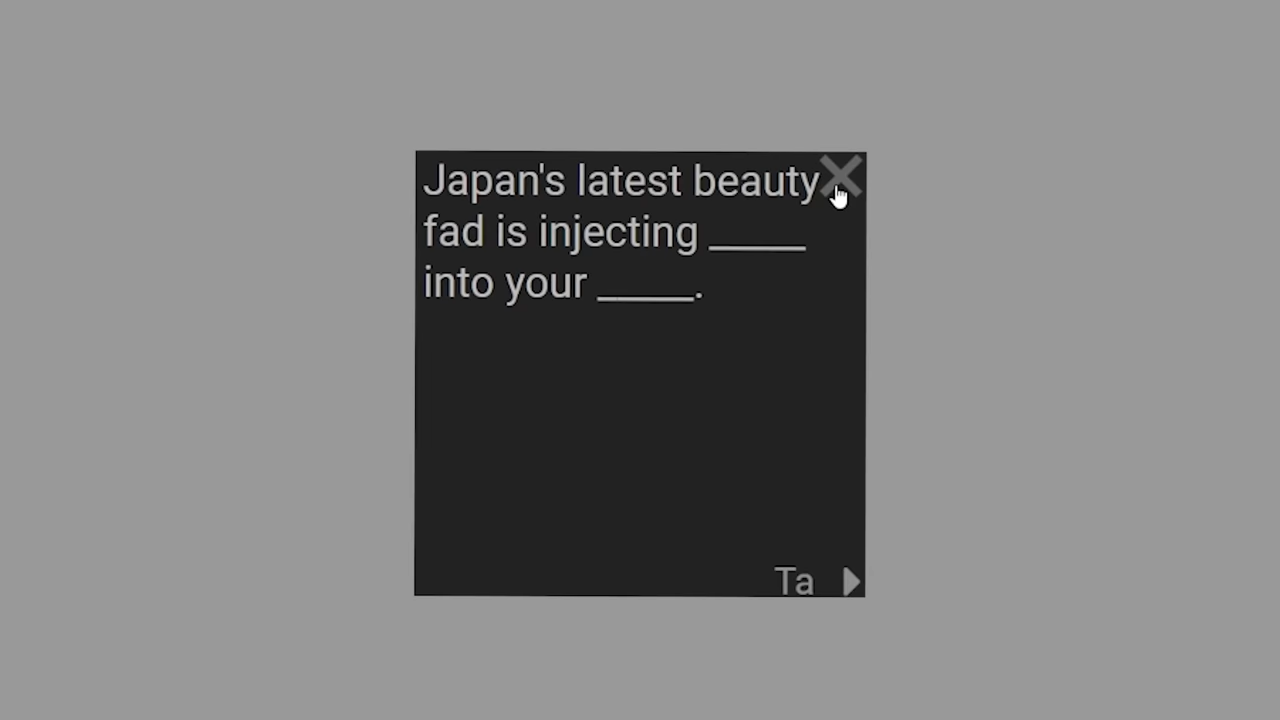 Japan's latest beauty
fad is injecting _____
into your _____.
Ta